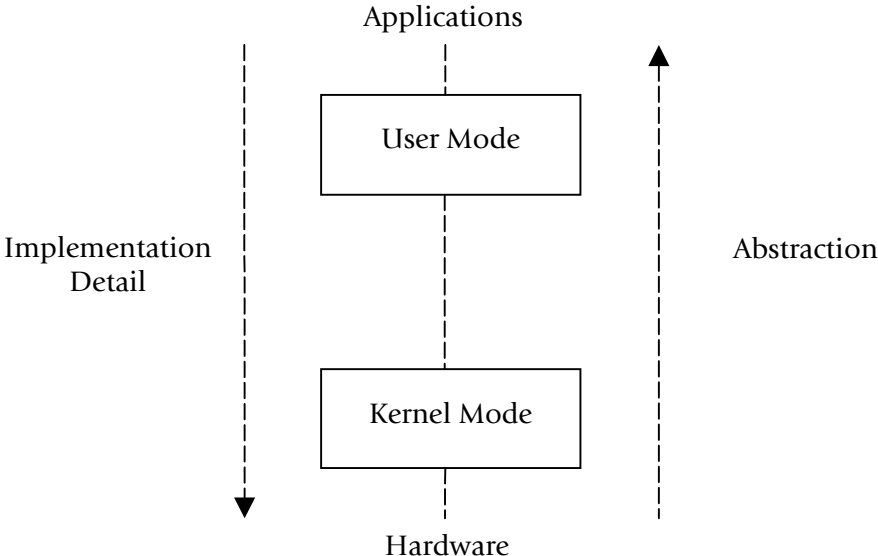 Applications
User Mode
Implementation
Detail
Abstraction
Kernel Mode
Hardware